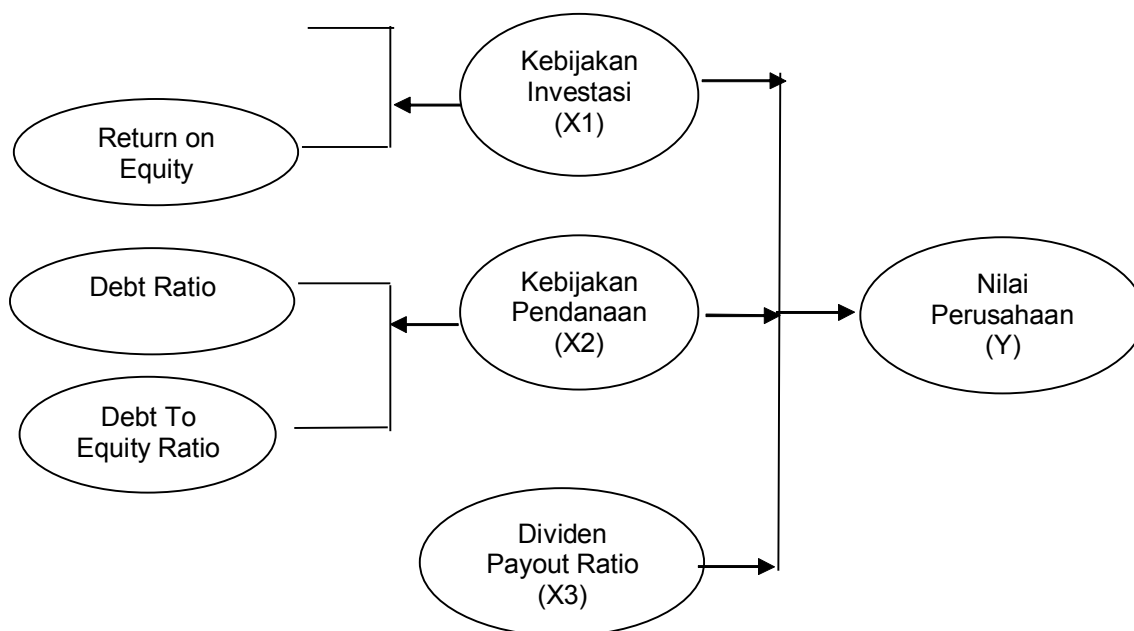 Kebijakan
Investasi
(X1)
Return on
Equity
Debt Ratio
Kebijakan
Pendanaan
(X2)
Nilai
Perusahaan
(Y)
Debt To
Equity Ratio
Dividen
Payout Ratio
(X3)